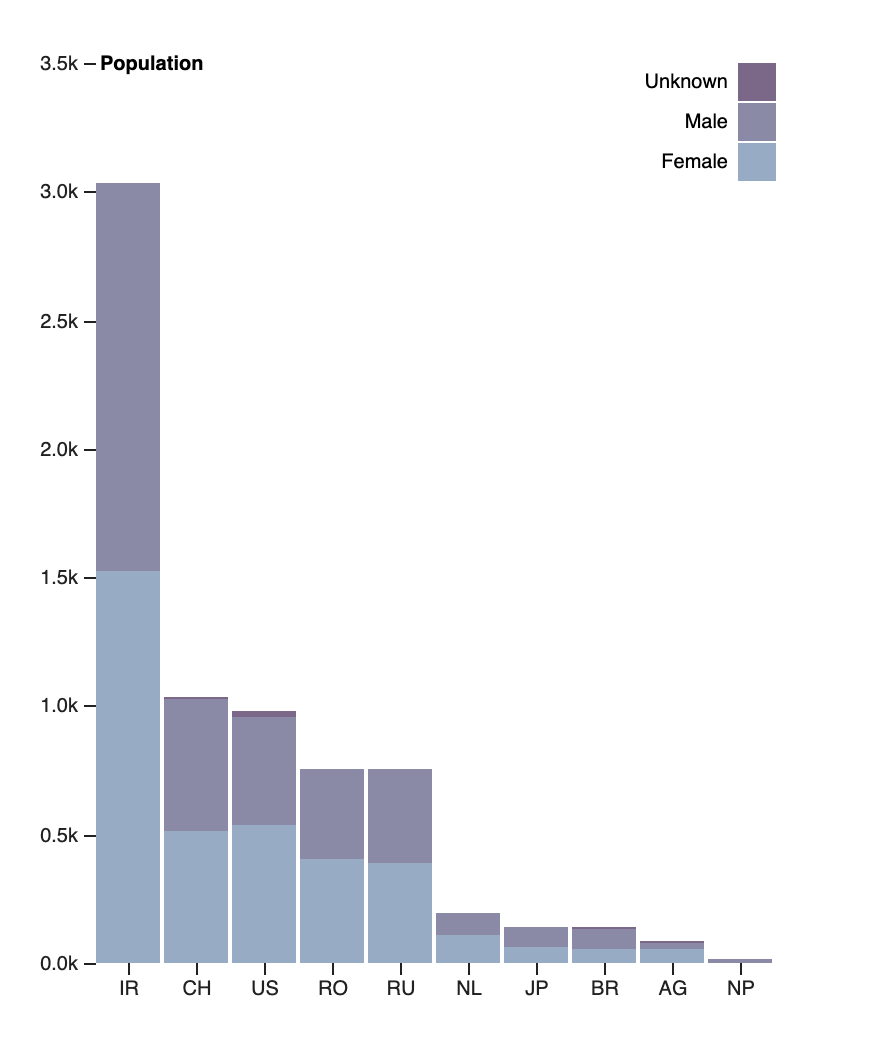 3.5k Population
Unknown
Male
Female
3.0k
2.5k
2.0k
1.5k
1.0k
0.5k
0.0k
IR CH US RO RU NL JP BR AG NP